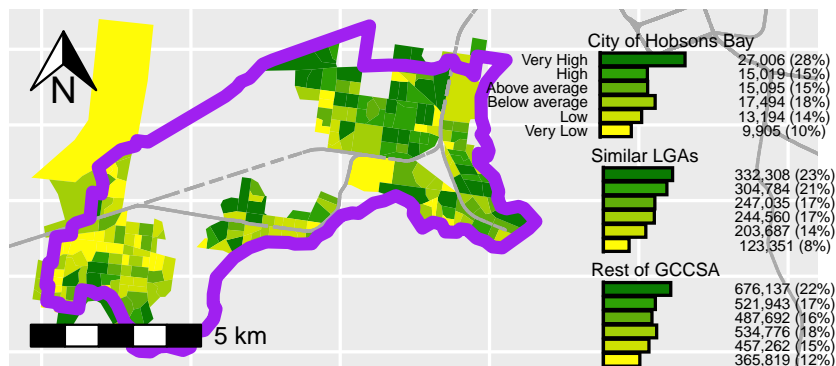 City of Hobsons Bay
Very High 27,006 (28%)
High 15,019 (15%)
Above average 15,095 (15%)
Below average 17,494 (18%)
Low 13,194 (14%)
Very Low 9,905 (10%)
Similar LGAs
332,308 (23%)
304,784 (21%)
247,035 (17%)
244,560 (17%)
203,687 (14%)
123,351 (8%)
Rest of GCCSA
676,137 (22%)
521,943 (17%)
487,692 (16%)
534,776 (18%)
457,262 (15%)
365,819 (12%)
N
5 km